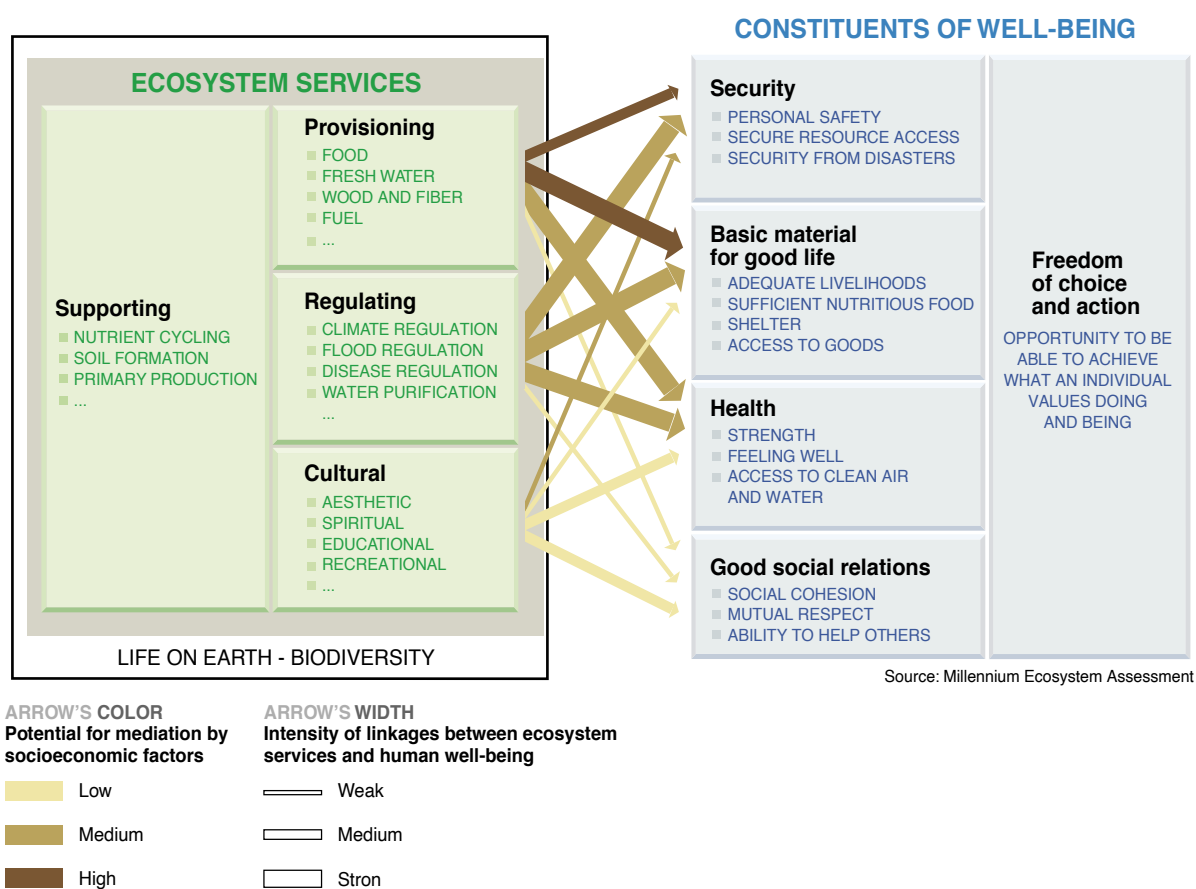 CONSTITUENTS OF WELL-BEING
ECOSYSTEM SERVICES
Supporting
NUTRIENT CYCLING
SOIL FORMATION
PRIMARY PRODUCTION
...
Provisioning
FOOD
FRESH WATER
WOOD AND FIBER
FUEL
...
Regulating
CLIMATE REGULATION
FLOOD REGULATION
DISEASE REGULATION
WATER PURIFICATION
...
Cultural
AESTHETIC
SPIRITUAL
EDUCATIONAL
RECREATIONAL
...
LIFE ON EARTH - BIODIVERSITY
Security
PERSONAL SAFETY
SECURE RESOURCE ACCESS
SECURITY FROM DISASTERS
Basic material
for good life
ADEQUATE LIVELIHOODS
SUFFICIENT NUTRITIOUS FOOD
SHELTER
ACCESS TO GOODS
Health
STRENGTH
FEELING WELL
ACCESS TO CLEAN AIR
AND WATER
Good social relations
SOCIAL COHESION
MUTUAL RESPECT
ABILITY TO HELP OTHERS
Freedom
of choice
and action
OPPORTUNITY TO BE
ABLE TO ACHIEVE
WHAT AN INDIVIDUAL
VALUES DOING
AND BEING
Source: Millennium Ecosystem Assessment
ARROW'S COLOR
Potential for mediation by
socioeconomic factors
Low
Medium
High
ARROW'S WIDTH
Intensity of linkages between ecosystem
services and human well-being
Weak
Medium
Stron